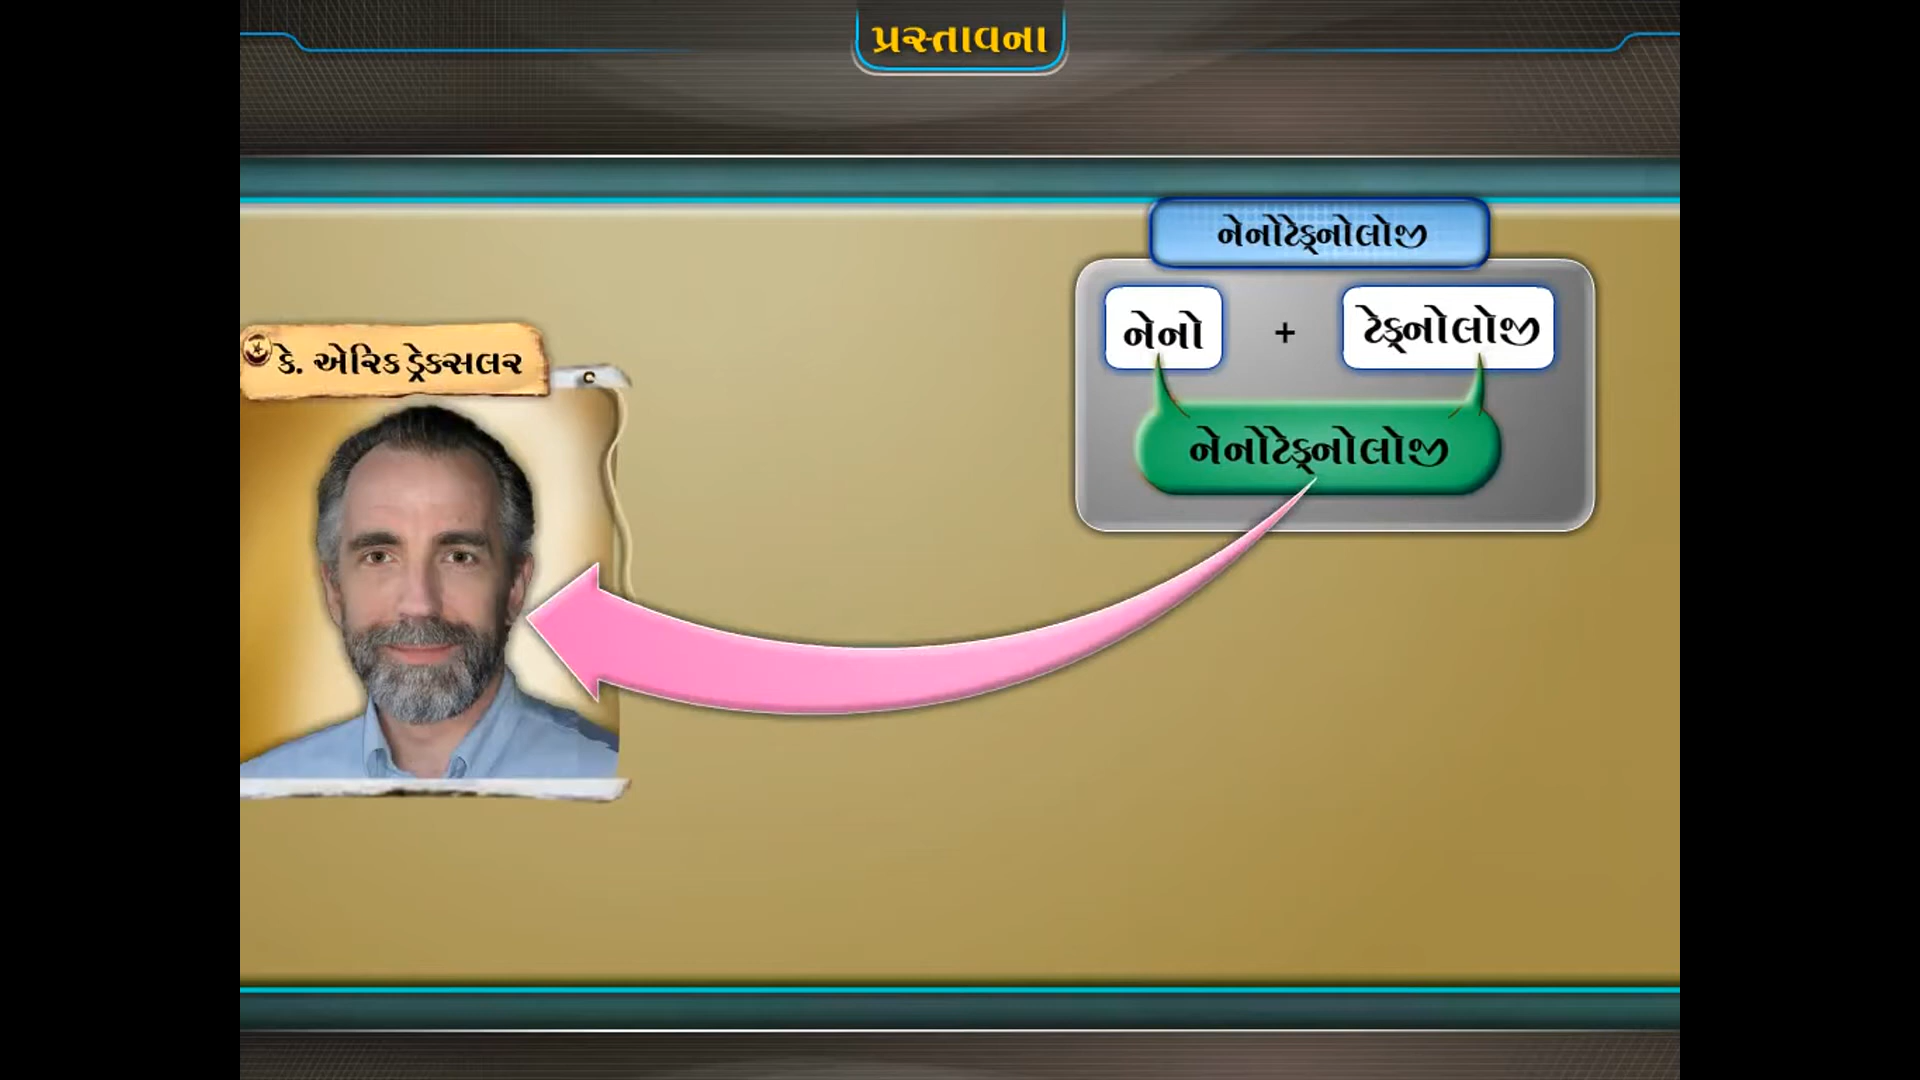 પ્રસ્તાવના
નેનોટેક્નોલોજી
નેનો + ટેક્નોલોજી
નેનોટેક્નોલોજી
કે. એરિક ડ્રેક્સલર